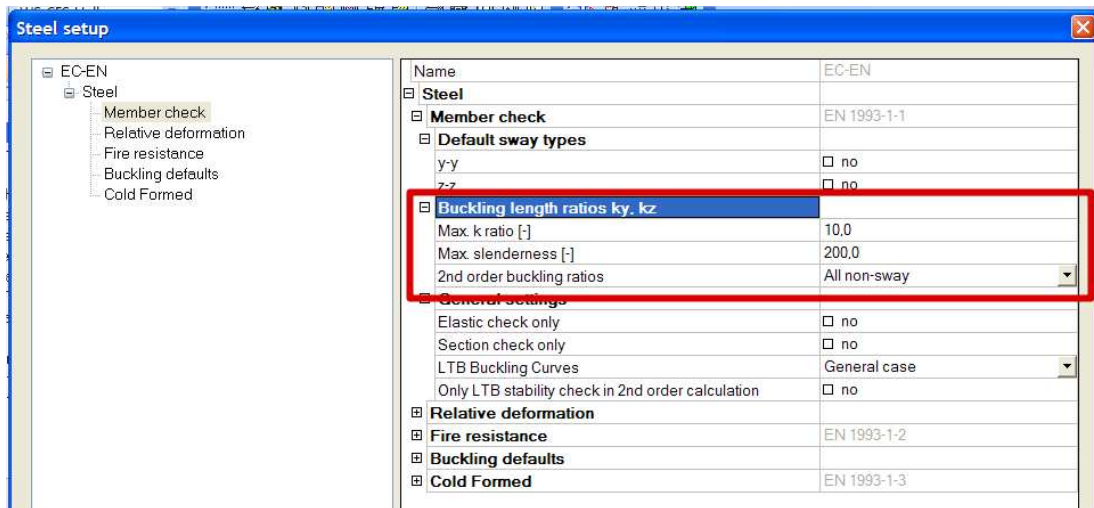 Steel setup
EC-EN
Steel
Member check
Relative deformation
Fire resistance
Buckling defaults
Cold Formed
Name EC-EN
Steel
Member check EN 1993-1-1
Default sway types
y-y no
z-z no
Buckling length ratios ky, kz
Max. k ratio [-] 10,0
Max. slenderness [-] 200,0
2nd order buckling ratios All non-sway
General settings
Elastic check only no
Section check only no
LTB Buckling Curves General case
Only LTB stability check in 2nd order calculation no
Relative deformation
Fire resistance EN 1993-1-2
Buckling defaults
Cold Formed EN 1993-1-3